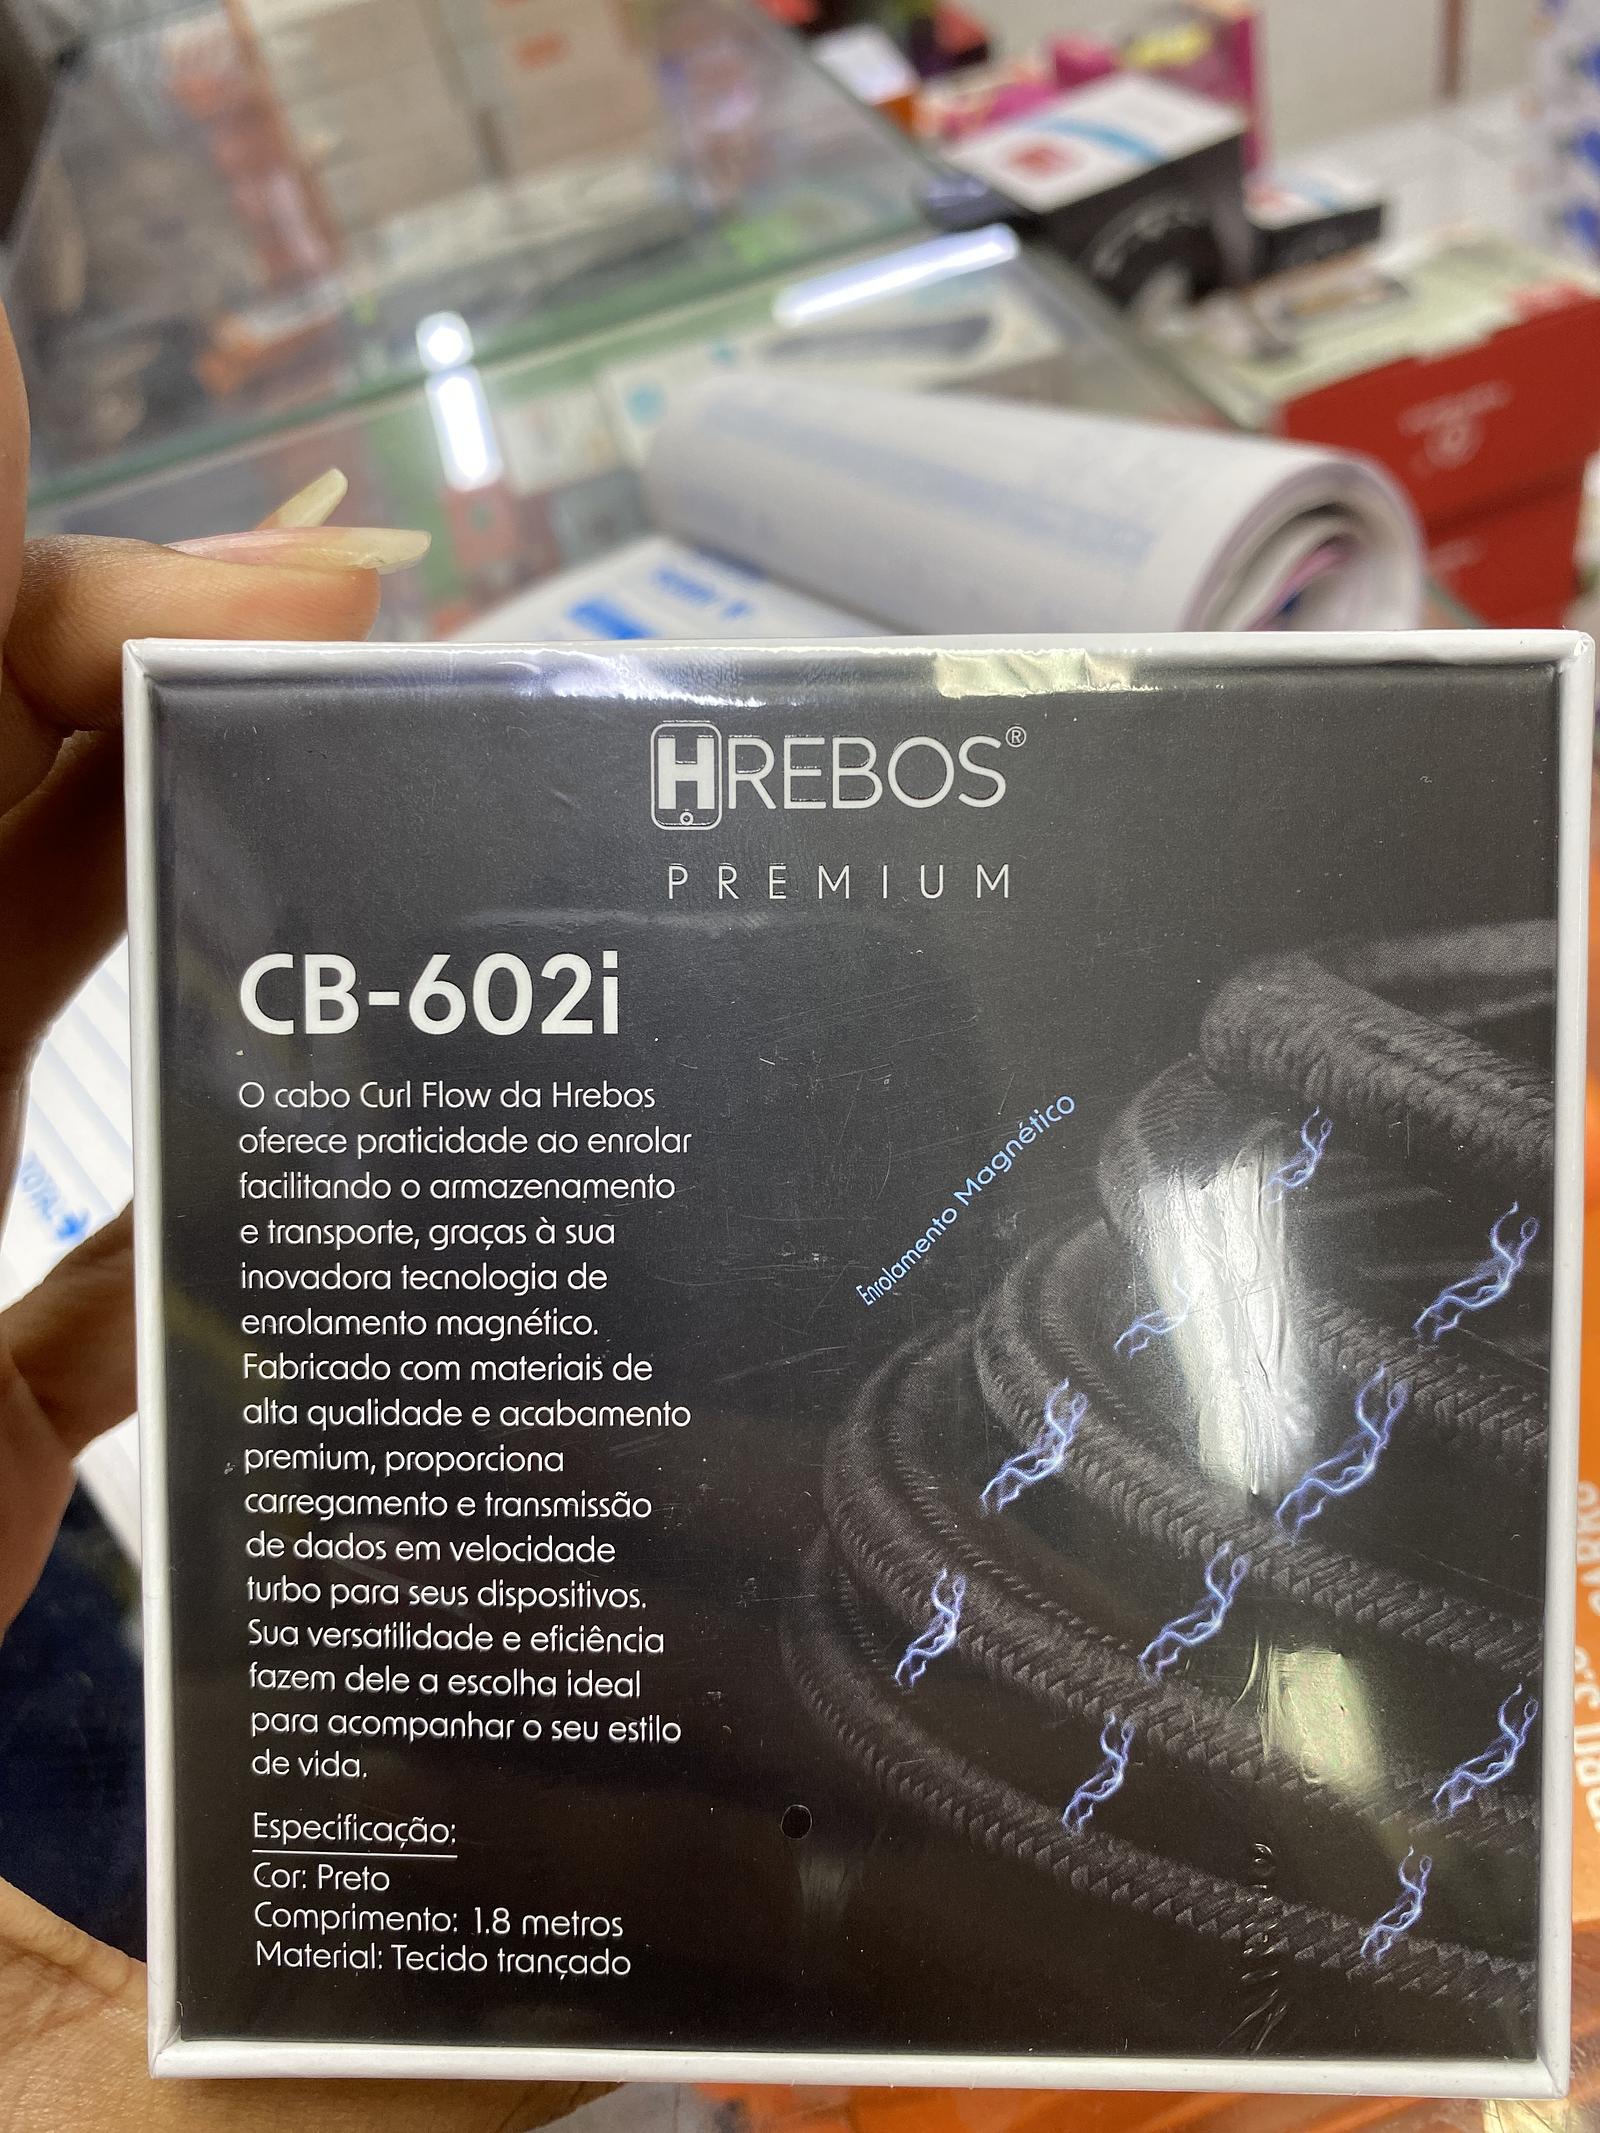 HREBOS®
PREMIUM
CB-602i
O cabo Curl Flow da Hrebos
oferece praticidade ao enrolar
facilitando o armazenamento
e transporte, graças à sua
inovadora tecnologia de
enrolamento magnético.
Fabricado com materiais de
alta qualidade e acabamento
premium, proporciona
carregamento e transmissão
de dados em velocidade
turbo para seus dispositivos.
Sua versatilidade e eficiência
fazem dele a escolha ideal
para acompanhar o seu estilo
de vida.
Enrolamento Magnético
Especificação:
Cor: Preto
Comprimento: 1.8 metros
Material: Tecido trançado
TOTAL